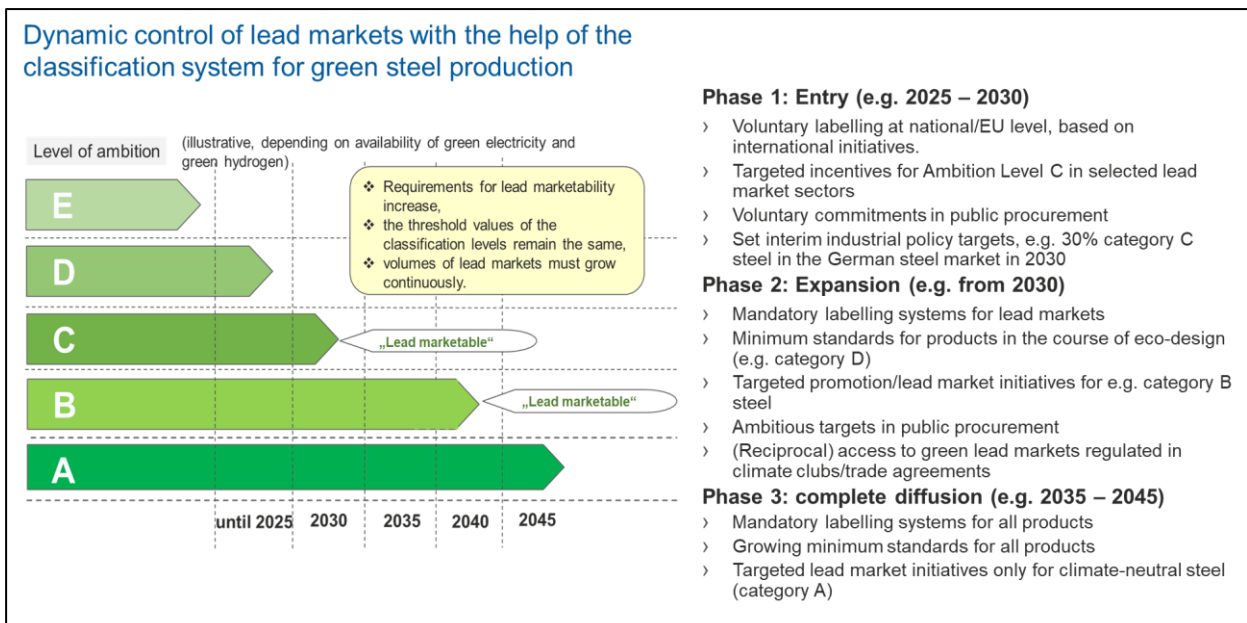 Dynamic control of lead markets with the help of the
classification system for green steel production
Level of ambition
(illustrative, depending on availability of green electricity and
green hydrogen)
❖ Requirements for lead marketability
increase,
❖ the threshold values of the
classification levels remain the same,
❖ volumes of lead markets must grow
continuously.
E
D
C
„Lead marketable“
B
„Lead marketable“
A
until 2025
2030
2035
2040
2045
Phase 1: Entry (e.g. 2025 – 2030)
› Voluntary labelling at national/EU level, based on
international initiatives.
› Targeted incentives for Ambition Level C in selected lead
market sectors
› Voluntary commitments in public procurement
› Set interim industrial policy targets, e.g. 30% category C
steel in the German steel market in 2030
Phase 2: Expansion (e.g. from 2030)
› Mandatory labelling systems for lead markets
› Minimum standards for products in the course of eco-design
(e.g. category D)
› Targeted promotion/lead market initiatives for e.g. category B
steel
› Ambitious targets in public procurement
› (Reciprocal) access to green lead markets regulated in
climate clubs/trade agreements
Phase 3: complete diffusion (e.g. 2035 – 2045)
› Mandatory labelling systems for all products
› Growing minimum standards for all products
› Targeted lead market initiatives only for climate-neutral steel
(category A)